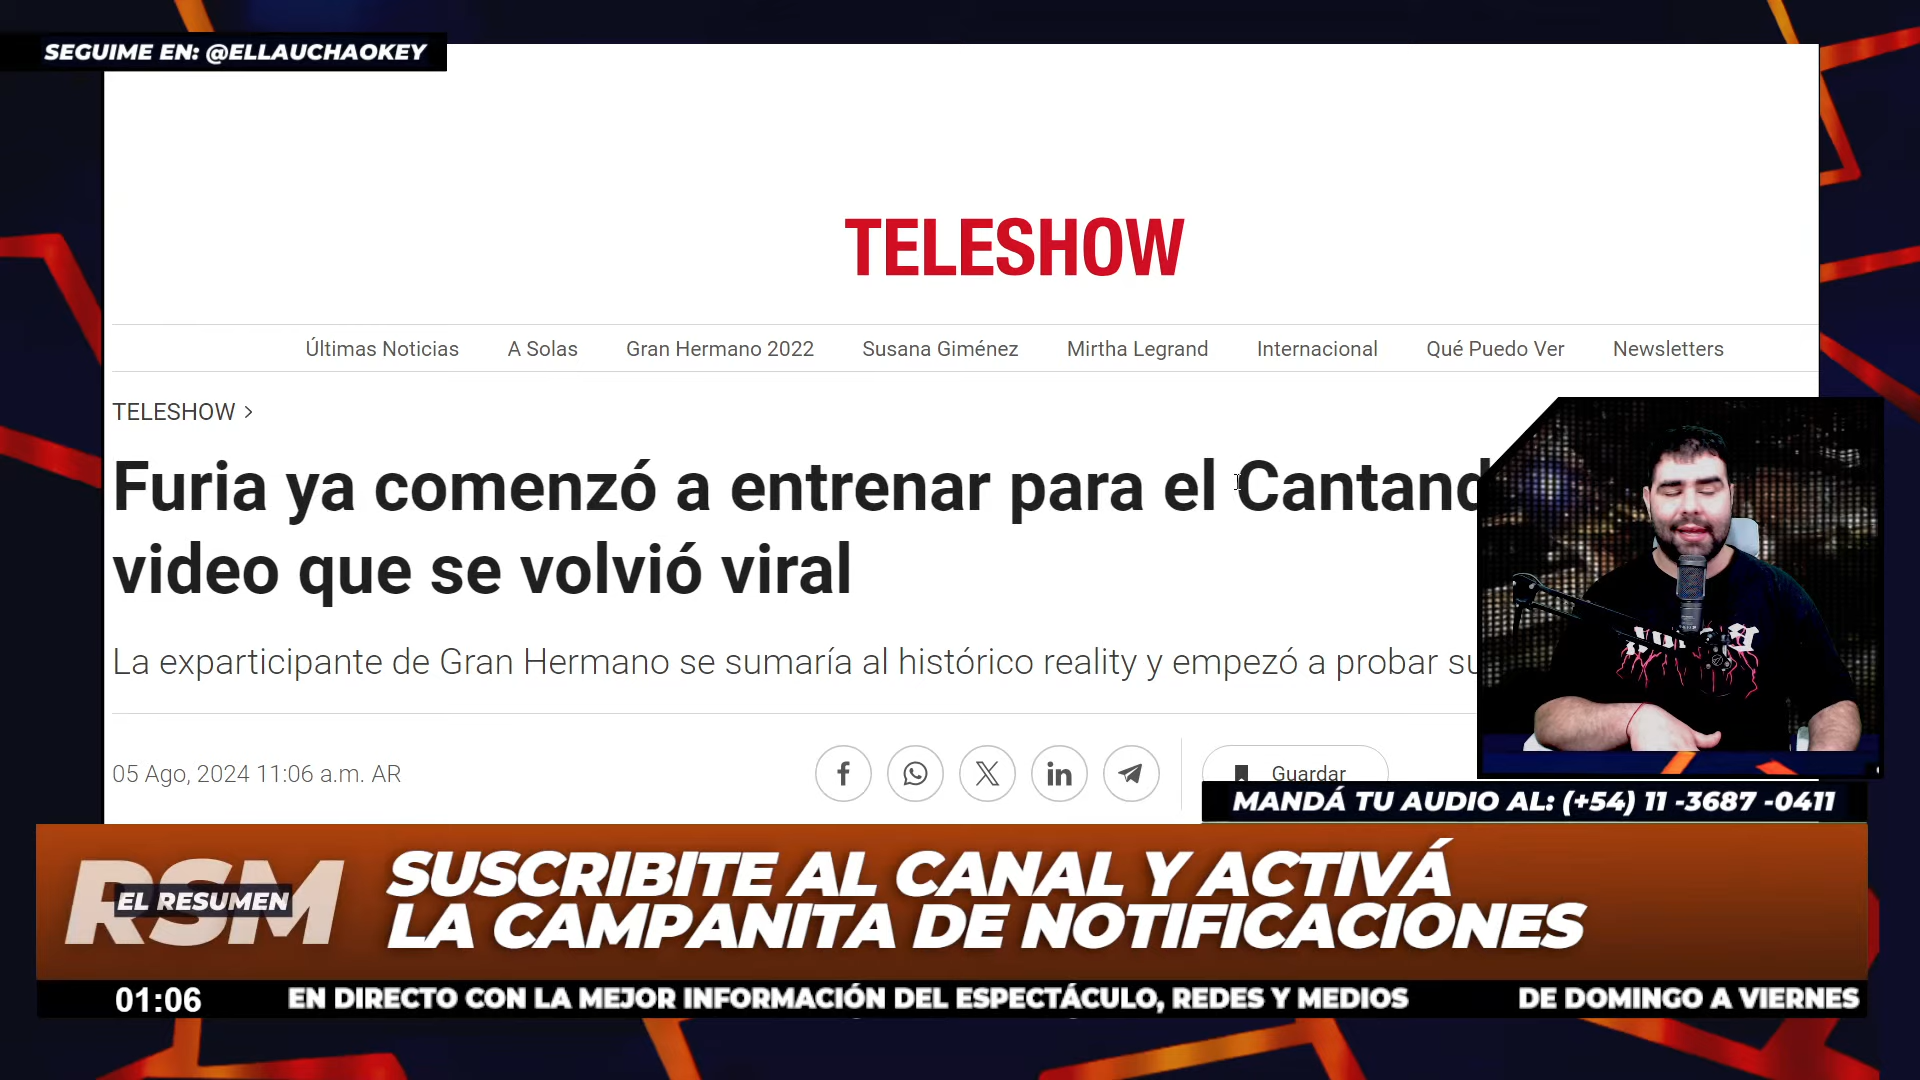 SEGUIME EN: @ELLAUCHAOKEY
TELESHOW
Últimas Noticias A Solas Gran Hermano 2022 Susana Giménez Mirtha Legrand Internacional Qué Puedo Ver Newsletters
TELESHOW >
Furia ya comenzó a entrenar para el
video que se volvió viral
La exparticipante de Gran Hermano se sumaría al histórico reality y empezó a probar
05 Ago, 2024 11:06 a.m. AR
Guardar
MANDÁ TU AUDIO AL: (+54) 11 -3687 -0411
RSM
EL RESUMEN
SUSCRIBITE AL CANAL Y ACTIVÁ
LA CAMPANITA DE NOTIFICACIONES
01:06 EN DIRECTO CON LA MEJOR INFORMACIÓN DEL ESPECTÁCULO, REDES Y MEDIOS DE DOMINGO A VIERNES